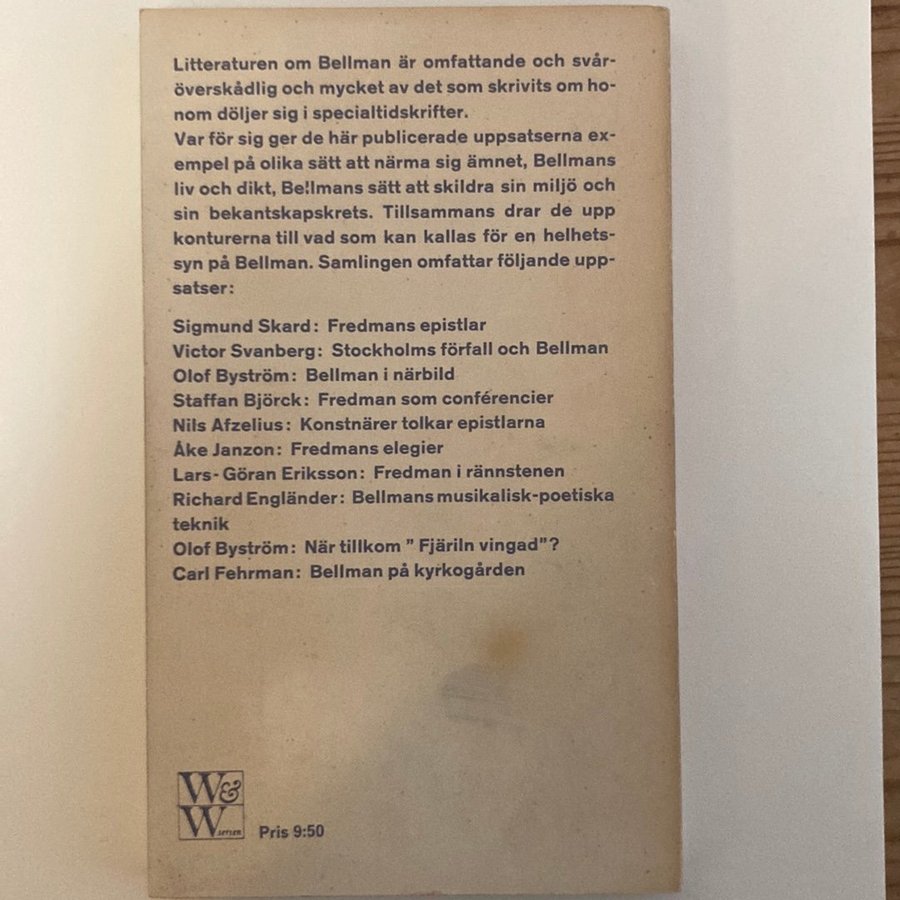 Litteraturen om Bellman är omfattande och svår-
överskådlig och mycket av det som skrivits om ho-
nom döljer sig i specialtidskrifter.
Var för sig ger de här publicerade uppsatserna ex-
empel på olika sätt att närma sig ämnet, Bellmans
liv och dikt, Bellmans sätt att skildra sin miljö och
sin bekantskapskrets. Tillsammans drar de upp
konturerna till vad som kan kallas för en helhets-
syn på Bellman. Samlingen omfattar följande upp-
satser:
Sigmund Skard: Fredmans epistlar
Victor Svanberg: Stockholms förfall och Bellman
Olof Byström: Bellman i närbild
Staffan Björck: Fredman som conférencier
Nils Afzelius: Konstnärer tolkar epistlarna
Åke Janzon: Fredmans elegier
Lars-Göran Eriksson: Fredman i rännstenen
Richard Engländer: Bellmans musikalisk-poetiska
teknik
Olof Byström: När tillkom ” Fjäriln vingad”?
Carl Fehrman: Bellman på kyrkogården
W&
W serien
Pris 9:50